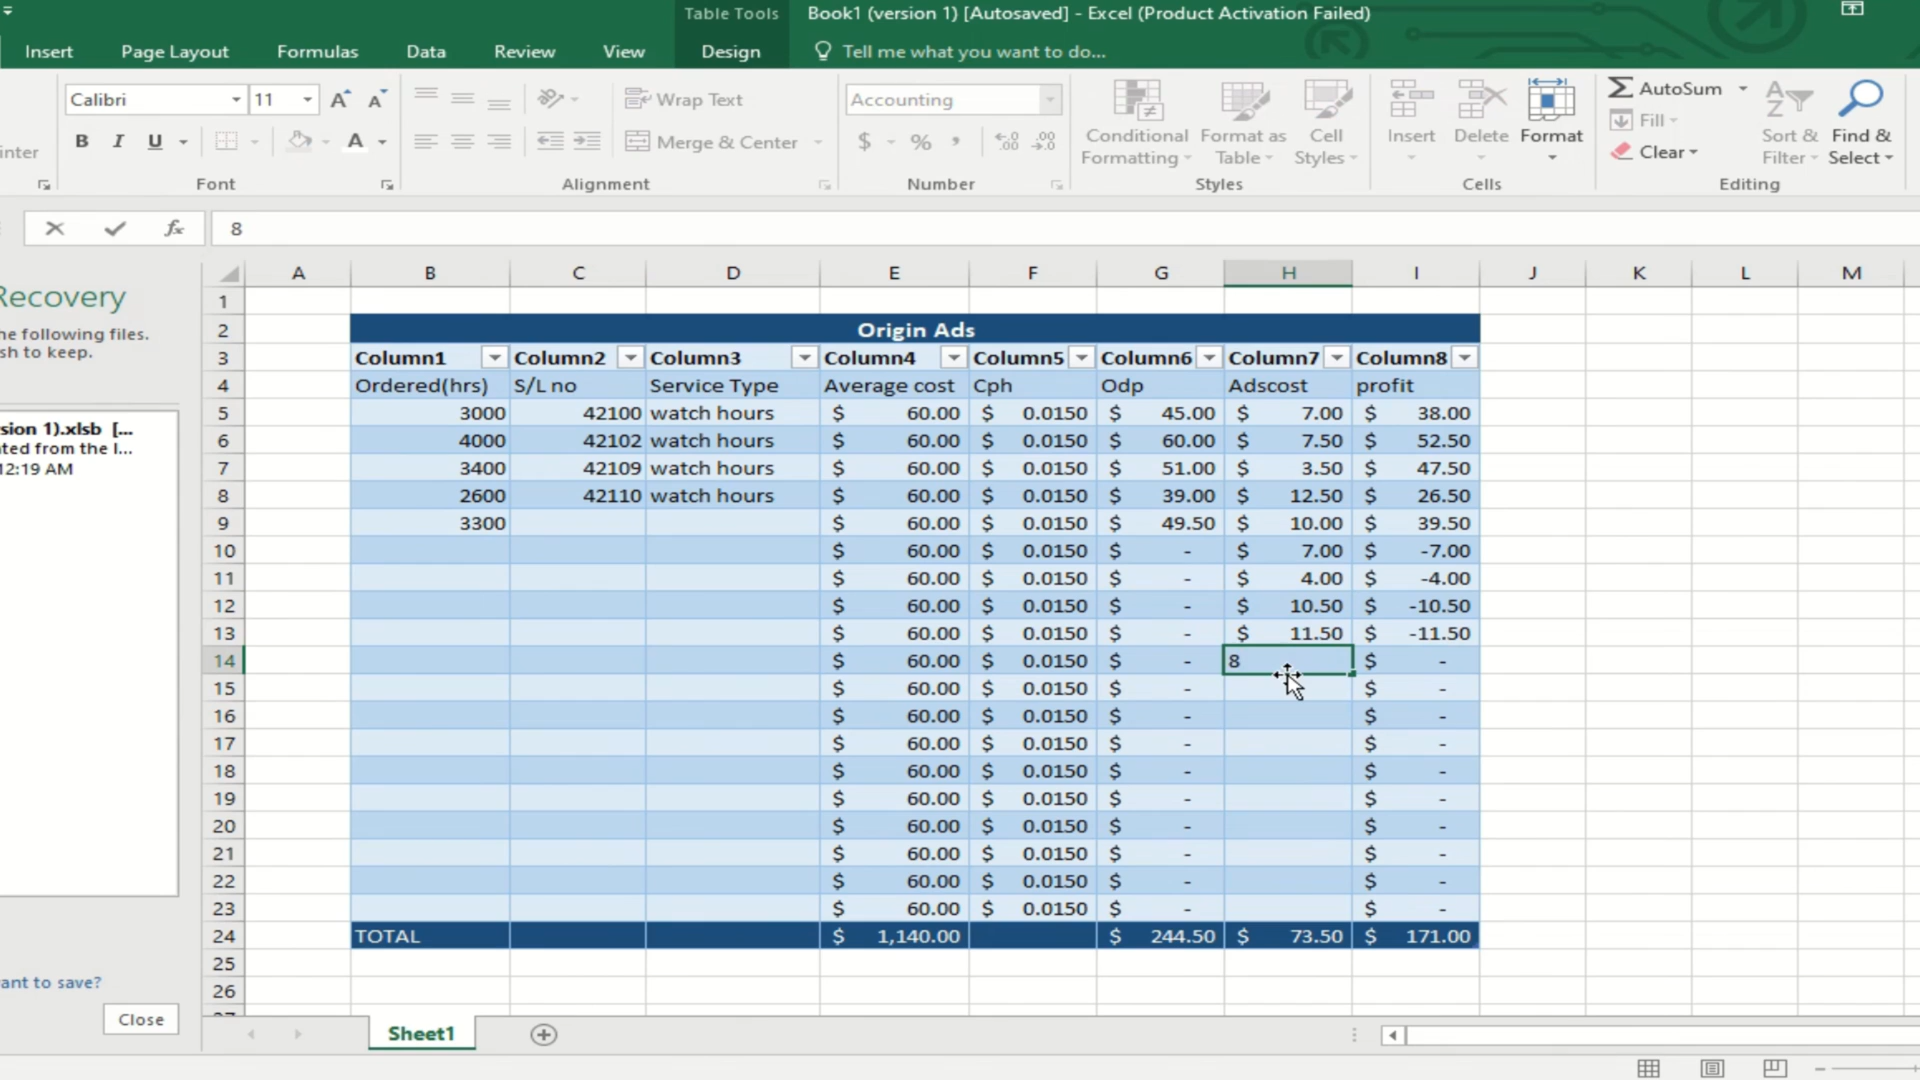 Table Tools
Book1 (version 1) [Autosaved] - Excel (Product Activation Failed)
Insert Page Layout Formulas Data Review View Design Tell me what you want to do...
Calibri 11 Wrap Text Accounting Conditional Formatting Format as Table Cell Styles Insert Delete Format AutoSum Sort & Filter Find & Select
inter B I U A Merge & Center $ % , Fill Clear
Font Alignment Number Styles Cells Editing
fx 8
A B C D E F G H I J K L M
Recovery
he following files.
sh to keep.
sion 1).xlsb [...
ated from the l...
12:19 AM
ant to save?
Close
1
2 Origin Ads
3 Column1 Column2 Column3 Column4 Column5 Column6 Column7 Column8
4 Ordered(hrs) S/L no Service Type Average cost Cph Odp Adscost profit
5 3000 42100 watch hours $ 60.00 $ 0.0150 $ 45.00 $ 7.00 $ 38.00
6 4000 42102 watch hours $ 60.00 $ 0.0150 $ 60.00 $ 7.50 $ 52.50
7 3400 42109 watch hours $ 60.00 $ 0.0150 $ 51.00 $ 3.50 $ 47.50
8 2600 42110 watch hours $ 60.00 $ 0.0150 $ 39.00 $ 12.50 $ 26.50
9 3300 $ 60.00 $ 0.0150 $ 49.50 $ 10.00 $ 39.50
10 $ 60.00 $ 0.0150 $ - $ 7.00 $ -7.00
11 $ 60.00 $ 0.0150 $ - $ 4.00 $ -4.00
12 $ 60.00 $ 0.0150 $ - $ 10.50 $ -10.50
13 $ 60.00 $ 0.0150 $ - $ 11.50 $ -11.50
14 $ 60.00 $ 0.0150 $ - 8 $ -
15 $ 60.00 $ 0.0150 $ - $ -
16 $ 60.00 $ 0.0150 $ - $ -
17 $ 60.00 $ 0.0150 $ - $ -
18 $ 60.00 $ 0.0150 $ - $ -
19 $ 60.00 $ 0.0150 $ - $ -
20 $ 60.00 $ 0.0150 $ - $ -
21 $ 60.00 $ 0.0150 $ - $ -
22 $ 60.00 $ 0.0150 $ - $ -
23 $ 60.00 $ 0.0150 $ - $ -
24 TOTAL $ 1,140.00 $ 244.50 $ 73.50 $ 171.00
25
26
Sheet1